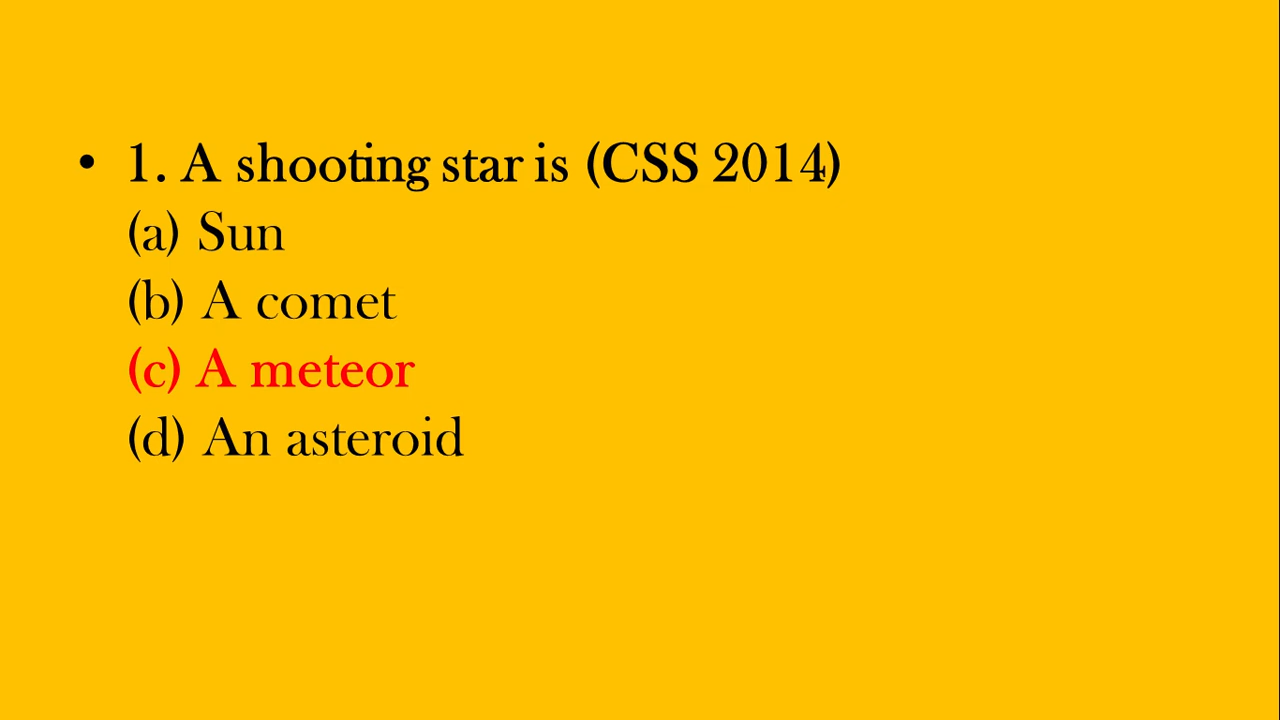 • 1. A shooting star is (CSS 2014)
(a) Sun
(b) A comet
(c) A meteor
(d) An asteroid